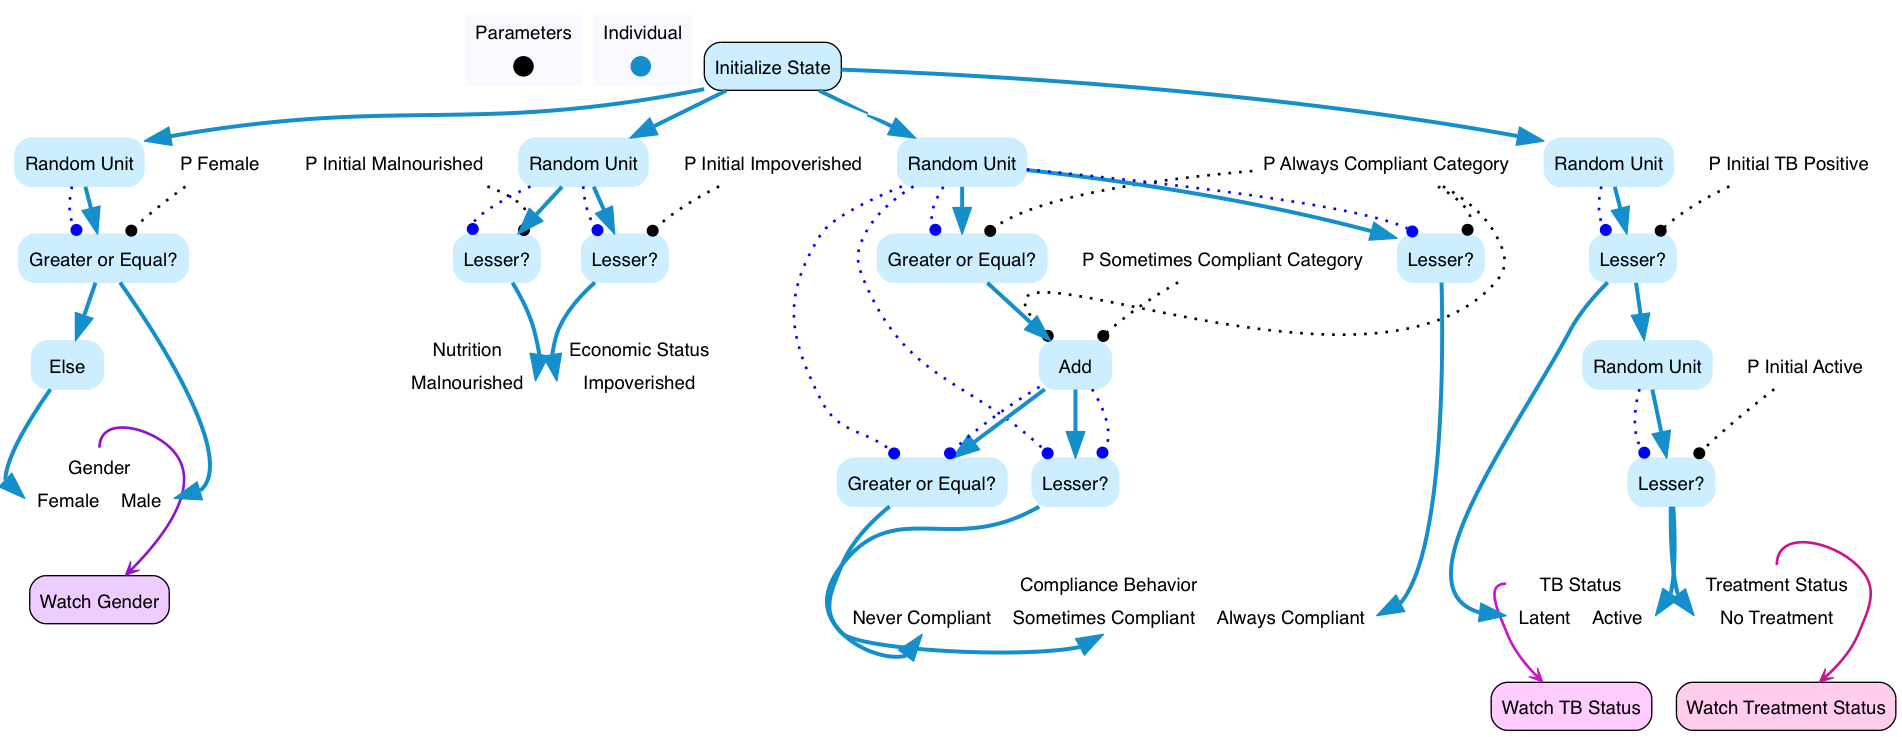 Parameters
Individual
Initialize State
Random Unit
P Female
P Initial Malnourished
Random Unit
P Initial Impoverished
Random Unit
P Always Compliant Category
Random Unit
P Initial TB Positive
Greater or Equal?
Lesser?
Lesser?
Greater or Equal?
P Sometimes Compliant Category
Lesser?
Lesser?
Else
Nutrition
Malnourished
Economic Status
Impoverished
Add
Random Unit
P Initial Active
Gender
Female
Male
Greater or Equal?
Lesser?
Lesser?
Watch Gender
Compliance Behavior
Never Compliant
Sometimes Compliant
Always Compliant
TB Status
Latent
Active
Treatment Status
No Treatment
Watch TB Status
Watch Treatment Status